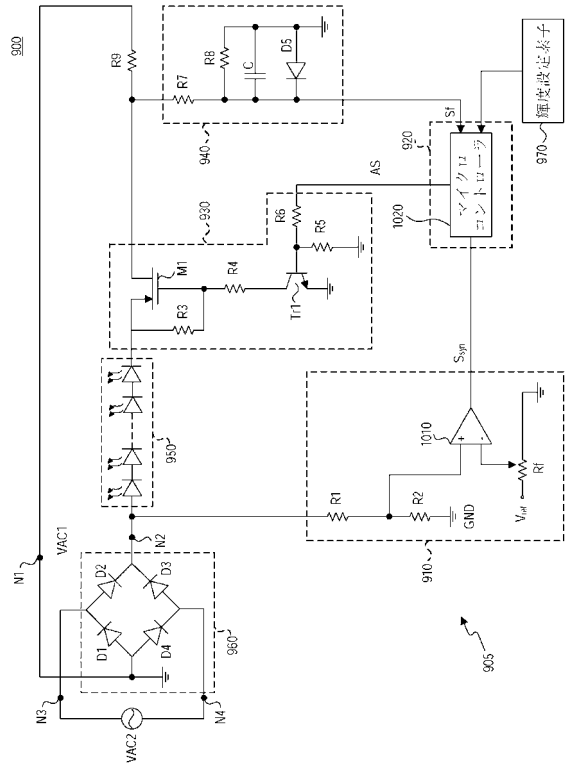 900
R9
R7
R8
C
D5
940
輝度設定素子
970
Sf
920
マイクロ
コントローラ
1020
AS
930
R6
R5
M1
R3
R4
Tr1
950
Ssyn
1010
+
-
R1
R2
GND
Rf
Vref
910
N1
VAC1
N2
D2
D3
D1
D4
960
N3
N4
VAC2
905